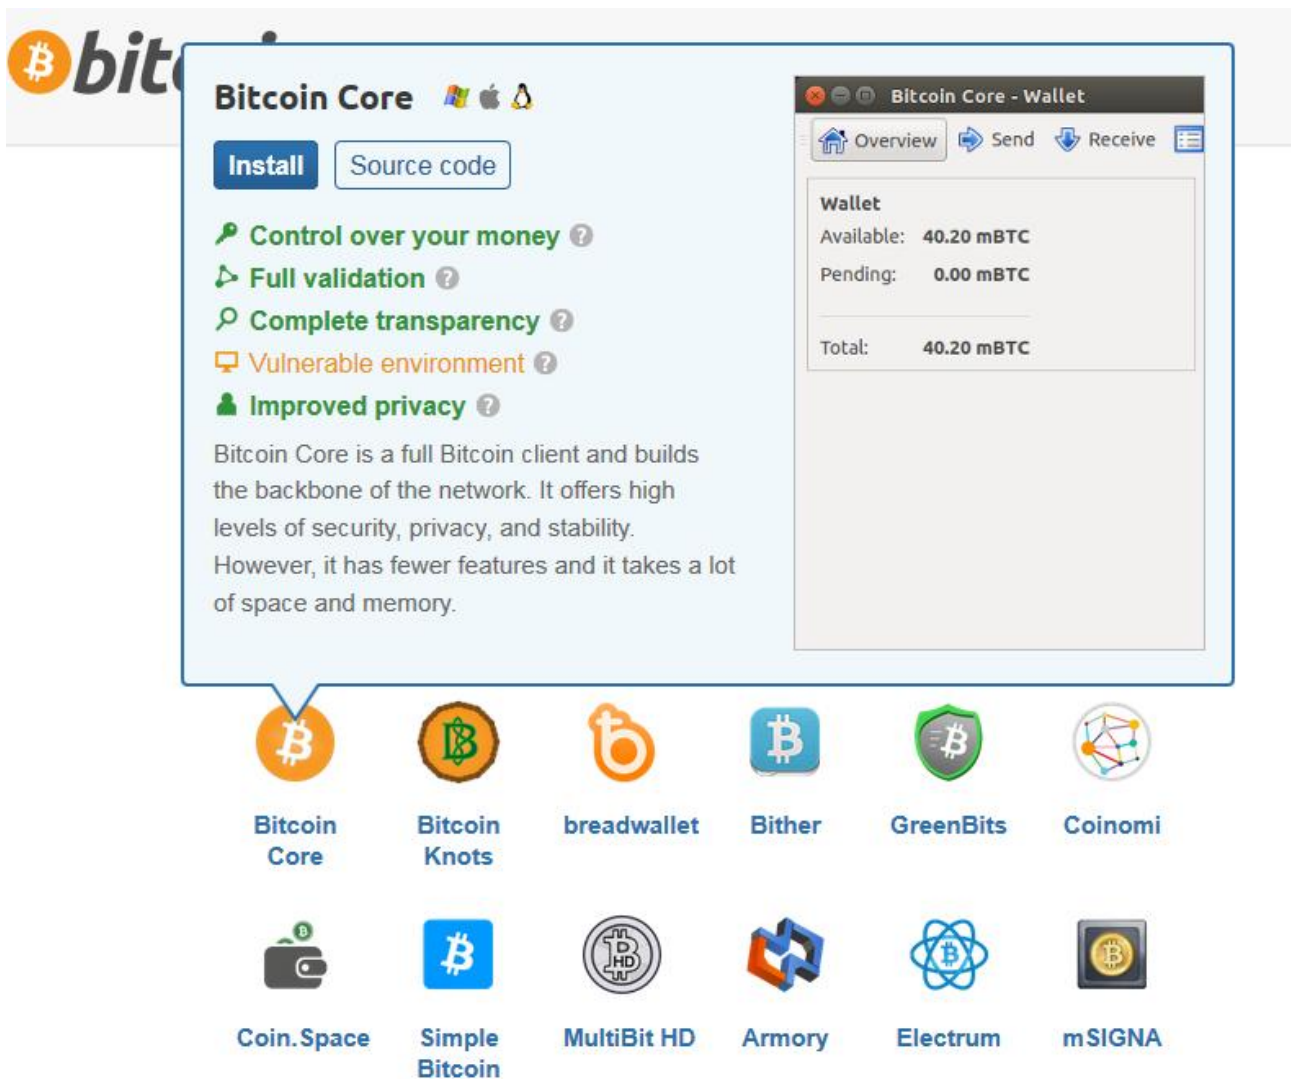 bitc
Bitcoin Core
Install
Source code
Control over your money
Full validation
Complete transparency
Vulnerable environment
Improved privacy
Bitcoin Core is a full Bitcoin client and builds
the backbone of the network. It offers high
levels of security, privacy, and stability.
However, it has fewer features and it takes a lot
of space and memory.
Bitcoin Core - Wallet
Overview
Send
Receive
Wallet
Available: 40.20 mBTC
Pending: 0.00 mBTC
Total: 40.20 mBTC
Bitcoin
Core
Bitcoin
Knots
breadwallet
Bither
GreenBits
Coinomi
HD
Coin.Space
Simple
Bitcoin
MultiBit HD
Armory
Electrum
mSIGNA